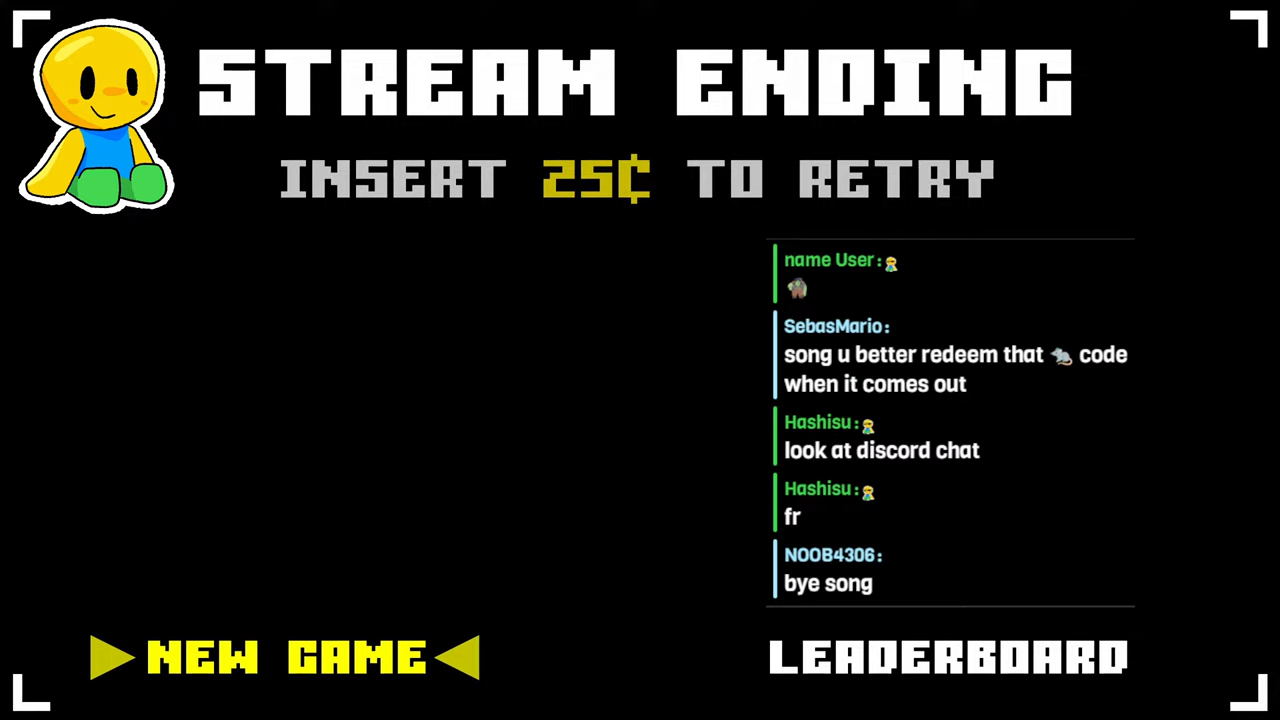 STREAM ENDING
INSERT 25¢ TO RETRY
name User:
SebasMario:
song u better redeem that 🐀 code
when it comes out
Hashisu:
look at discord chat
Hashisu:
fr
NOOB4306:
bye song
NEW GAME
LEADERBOARD